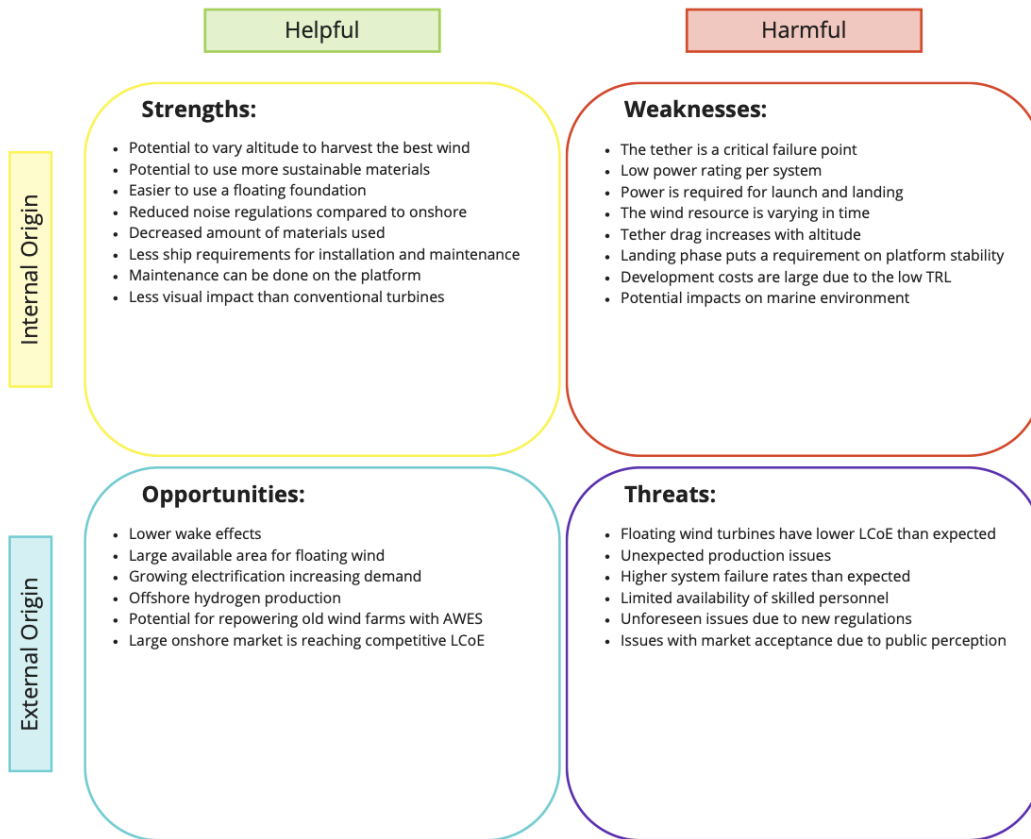 Helpful
Harmful
Internal Origin
Strengths:
• Potential to vary altitude to harvest the best wind
• Potential to use more sustainable materials
• Easier to use a floating foundation
• Reduced noise regulations compared to onshore
• Decreased amount of materials used
• Less ship requirements for installation and maintenance
• Maintenance can be done on the platform
• Less visual impact than conventional turbines
Weaknesses:
• The tether is a critical failure point
• Low power rating per system
• Power is required for launch and landing
• The wind resource is varying in time
• Tether drag increases with altitude
• Landing phase puts a requirement on platform stability
• Development costs are large due to the low TRL
• Potential impacts on marine environment
External Origin
Opportunities:
• Lower wake effects
• Large available area for floating wind
• Growing electrification increasing demand
• Offshore hydrogen production
• Potential for repowering old wind farms with AWES
• Large onshore market is reaching competitive LCoE
Threats:
• Floating wind turbines have lower LCoE than expected
• Unexpected production issues
• Higher system failure rates than expected
• Limited availability of skilled personnel
• Unforeseen issues due to new regulations
• Issues with market acceptance due to public perception